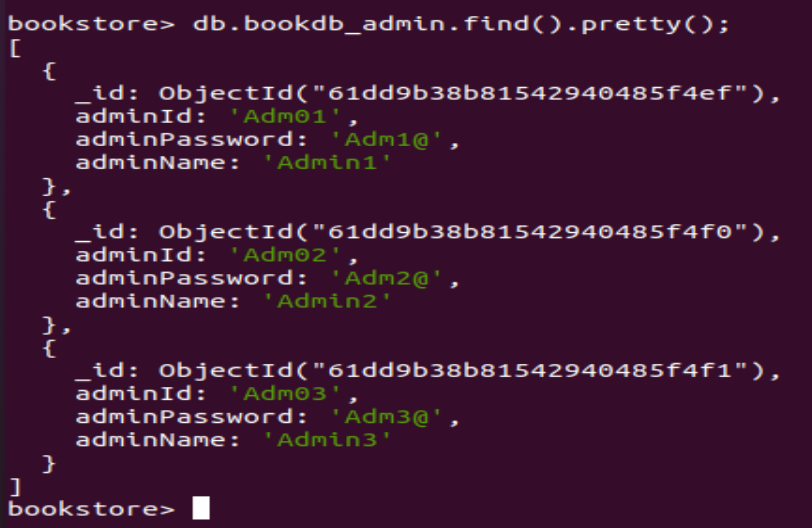 bookstore> db.bookdb_admin.find().pretty();
[
  {
    _id: ObjectId("61dd9b38b81542940485f4ef"),
    adminId: 'Adm01',
    adminPassword: 'Adm1@',
    adminName: 'Admin1'
  },
  {
    _id: ObjectId("61dd9b38b81542940485f4f0"),
    adminId: 'Adm02',
    adminPassword: 'Adm2@',
    adminName: 'Admin2'
  },
  {
    _id: ObjectId("61dd9b38b81542940485f4f1"),
    adminId: 'Adm03',
    adminPassword: 'Adm3@',
    adminName: 'Admin3'
  }
]
bookstore>